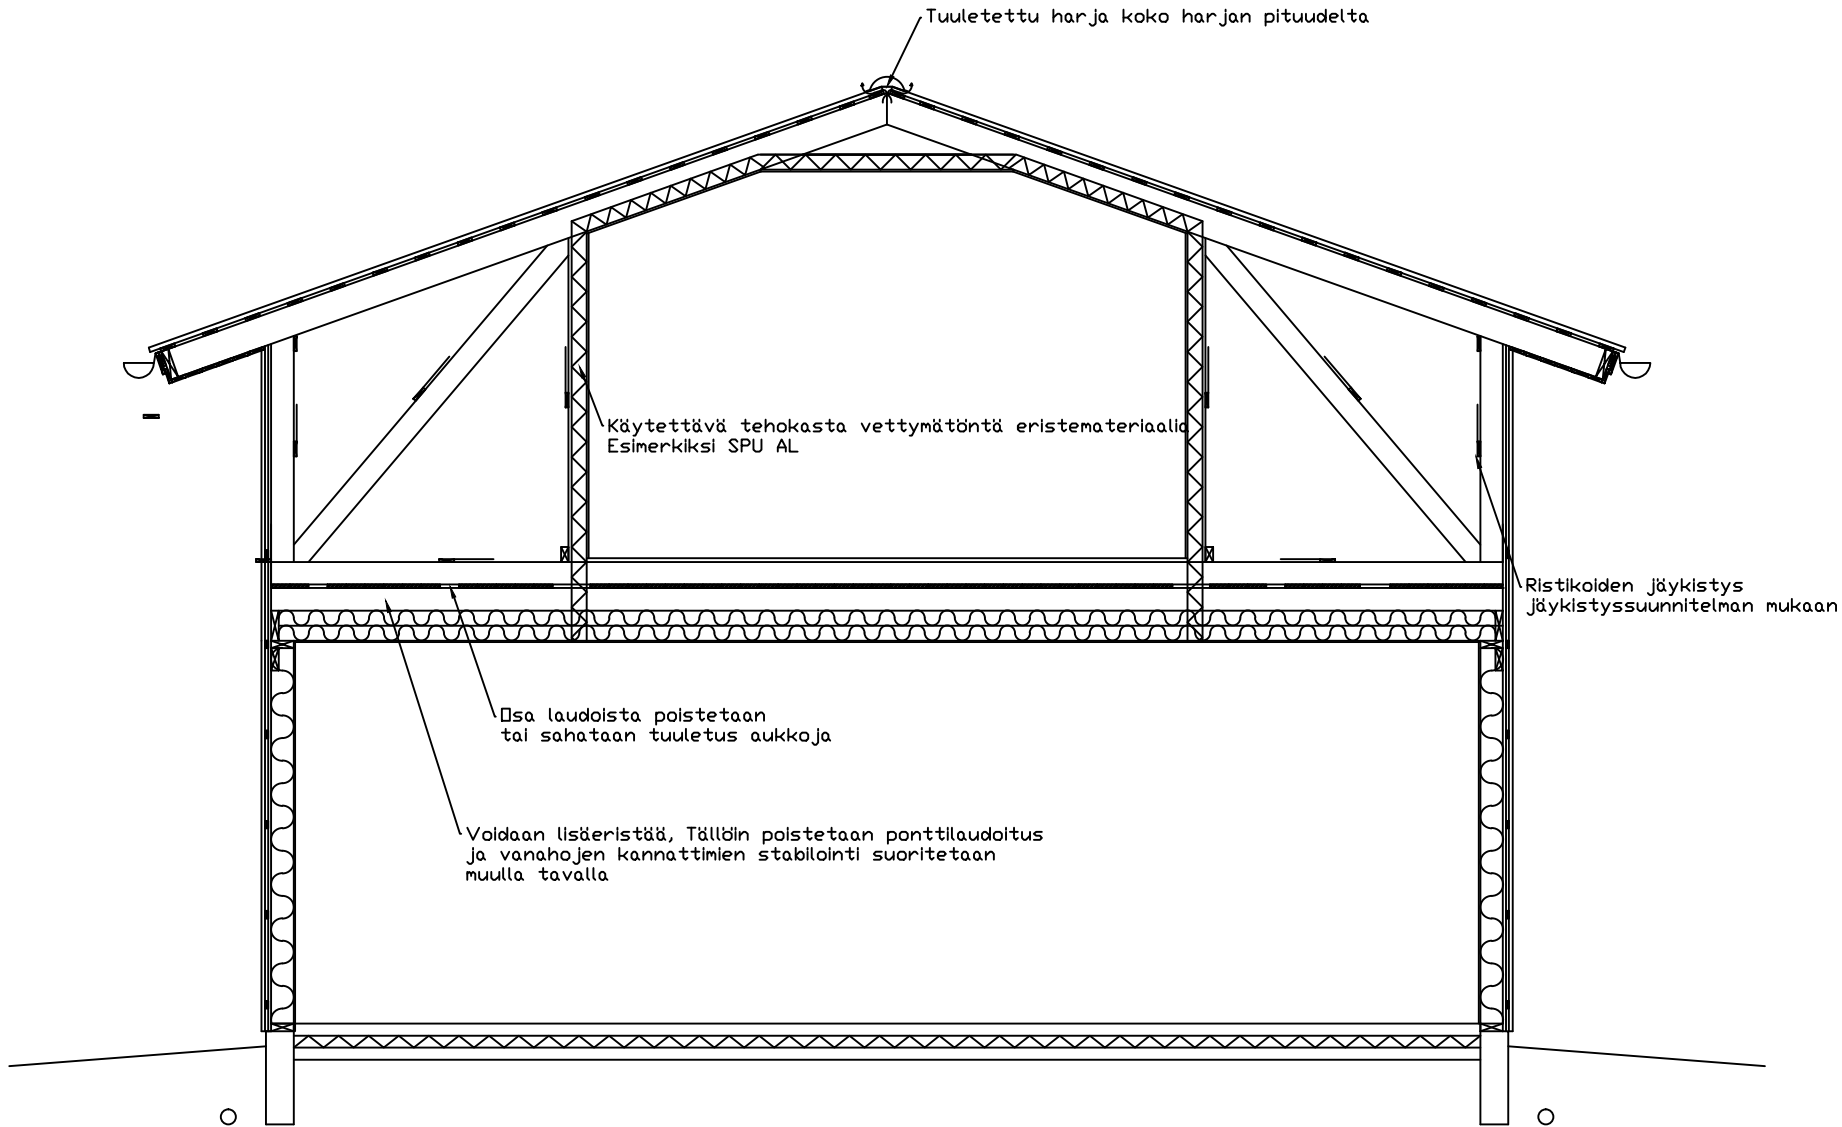 Tuuletettu harja koko harjan pituudelta
Käytettävä tehokasta vettymätöntä eristemateriaalia
Esimerkiksi SPU AL
Ristikoiden jäykistys
jäykistyssuunnitelman mukaan
Osa laudoista poistetaan
tai sahataan tuuletus aukkoja
Voidaan lisäeristää, Tällöin poistetaan ponttilaudoitus
ja vanahojen kannattimien stabilointi suoritetaan
muulla tavalla